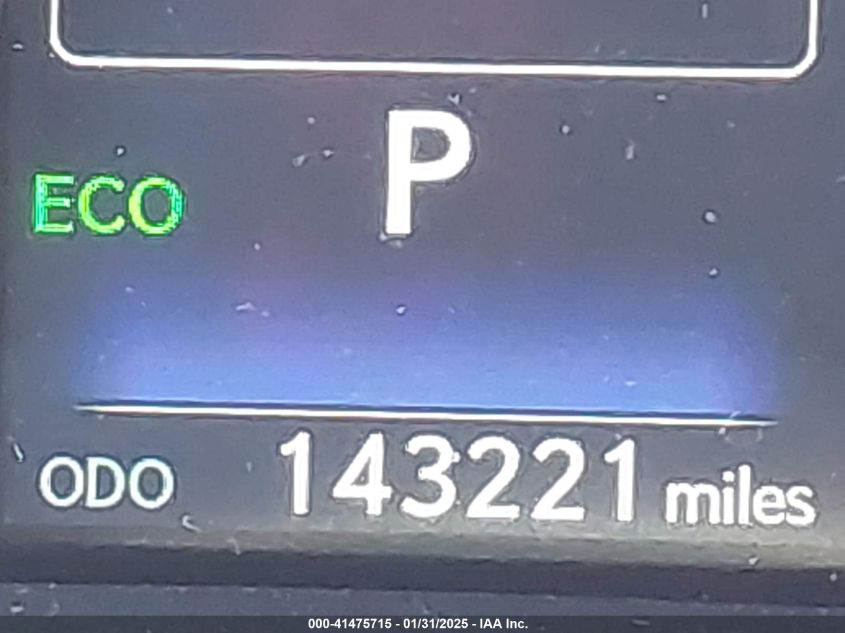 P
ECO
ODO 143221 miles
000-41475715 - 01/31/2025 - IAA Inc.